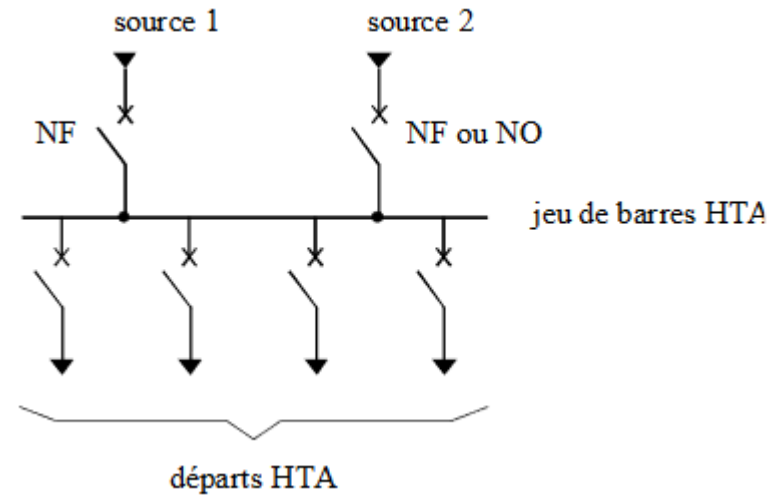 source 1
source 2
NF
NF ou NO
jeu de barres HTA
départs HTA